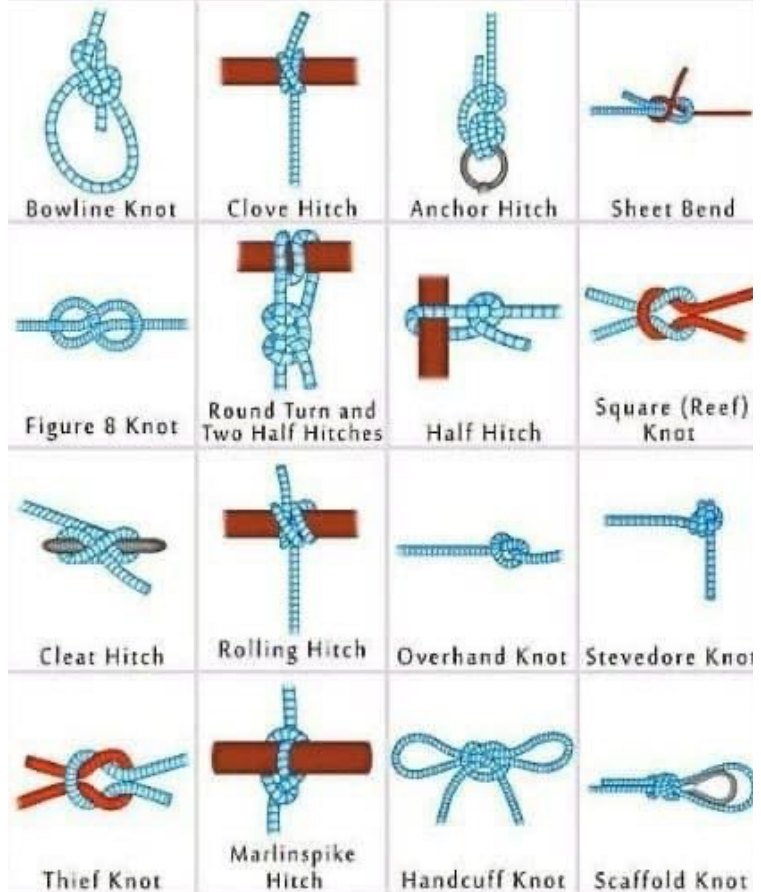 Bowline Knot
Clove Hitch
Anchor Hitch
Sheet Bend
Figure 8 Knot
Round Turn and
Two Half Hitches
Half Hitch
Square (Reef)
Knot
Cleat Hitch
Rolling Hitch
Overhand Knot
Stevedore Knot
Thief Knot
Marlinspike
Hitch
Handcuff Knot
Scaffold Knot